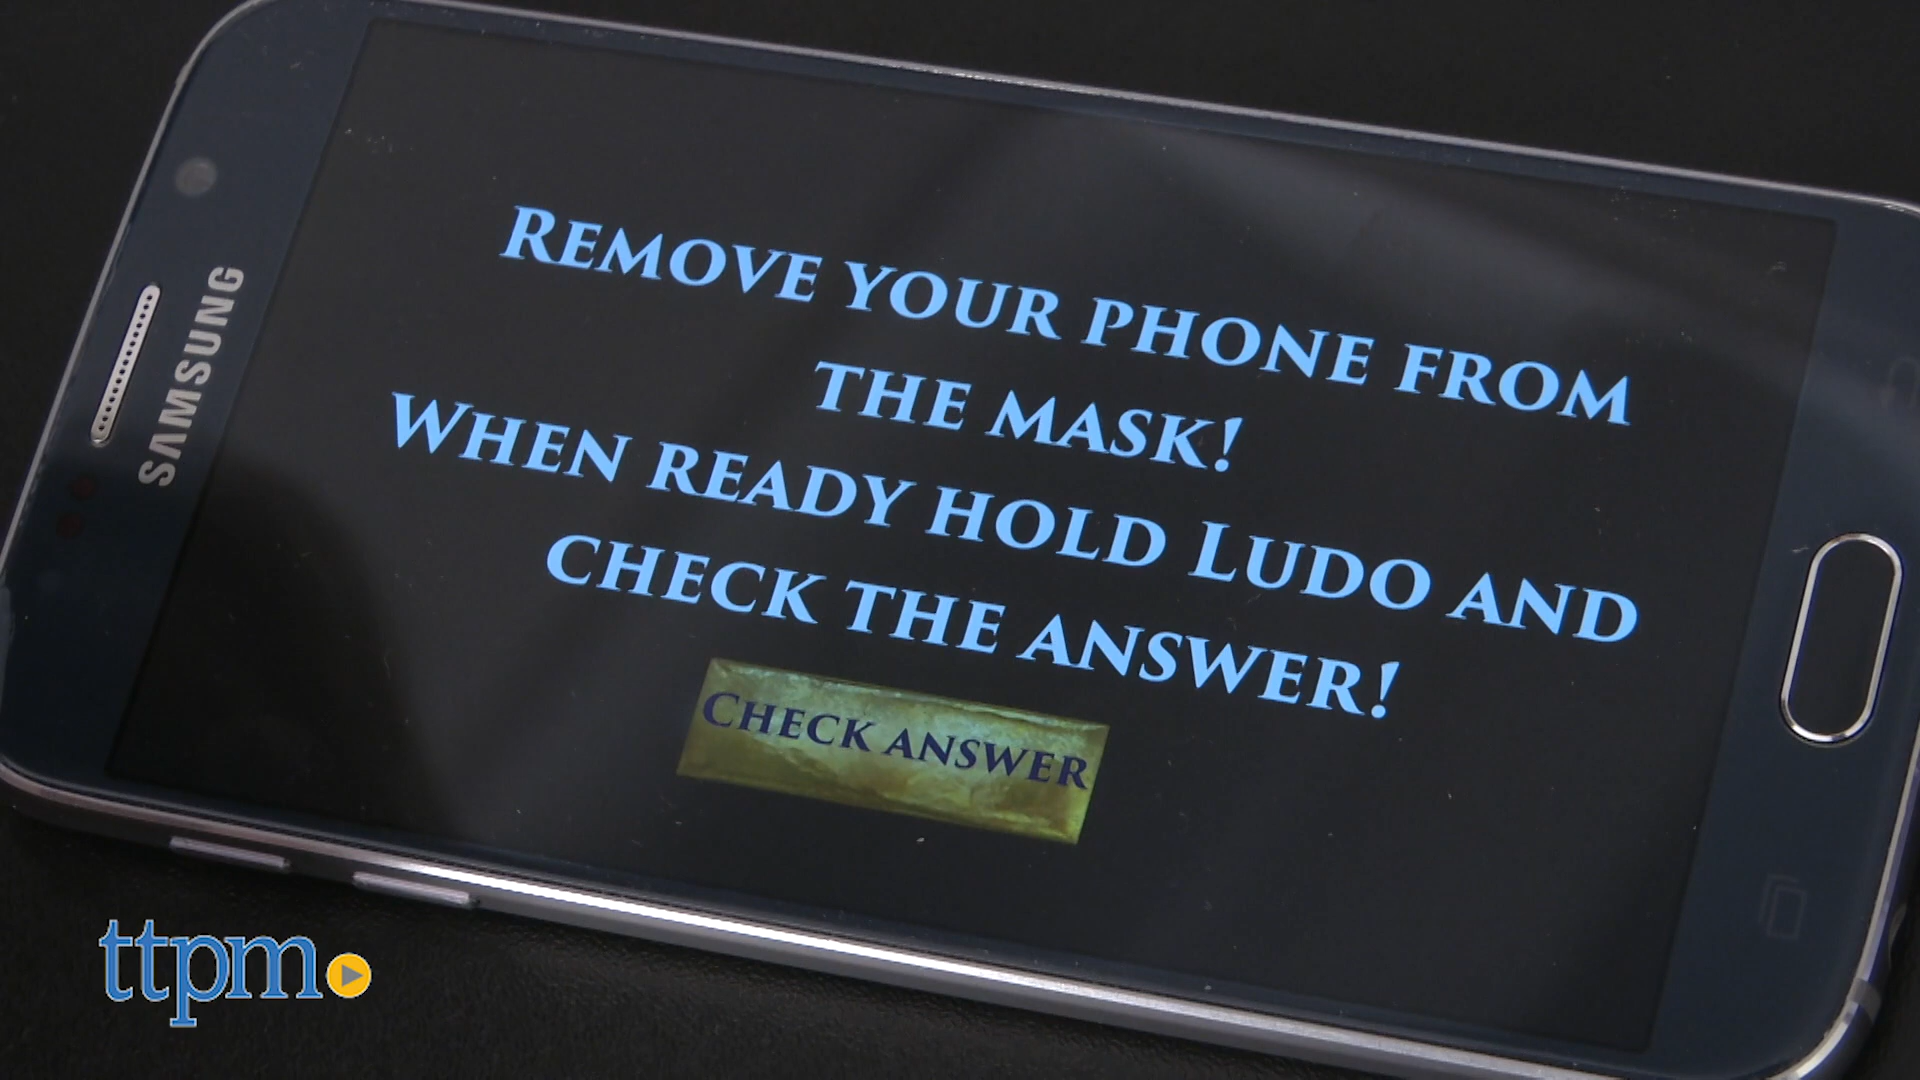 SAMSUNG
Remove your phone from
the mask!
When ready hold Ludo and
check the answer!
Check answer
ttpm